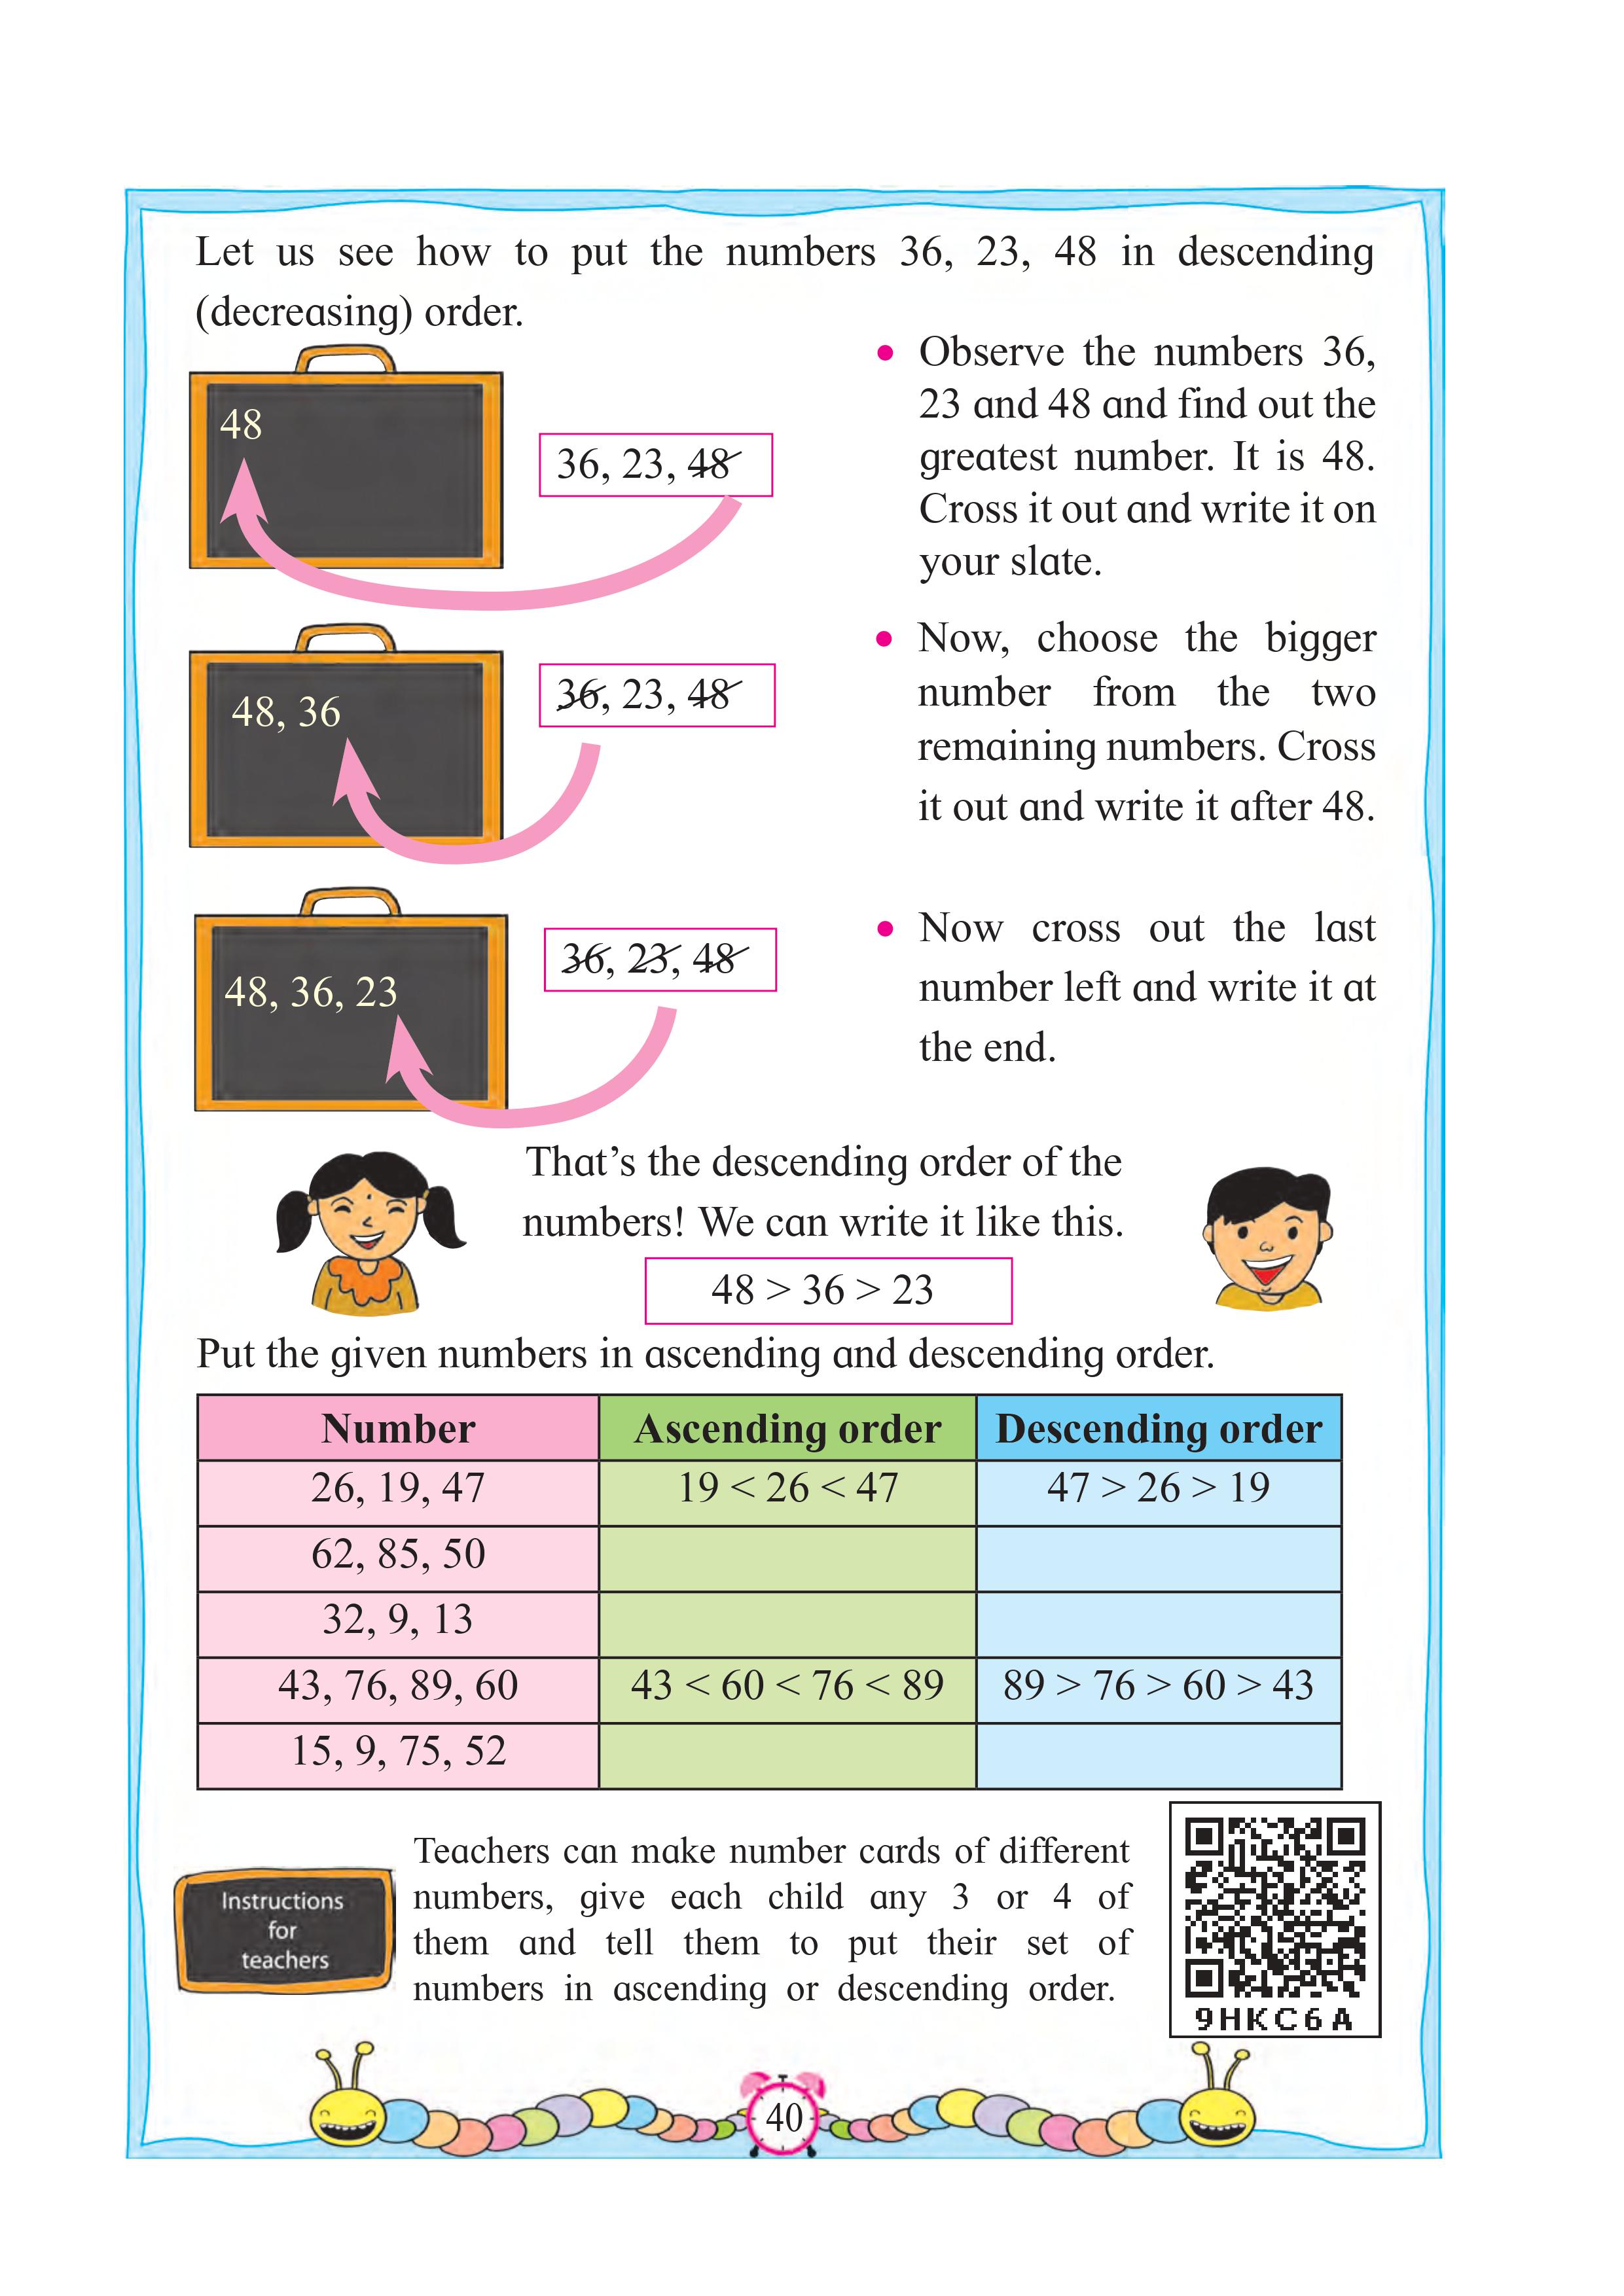 Let us see how to put the numbers 36, 23, 48 in descending
(decreasing) order.
48
36, 23, 48
• Observe the numbers 36,
23 and 48 and find out the
greatest number. It is 48.
Cross it out and write it on
your slate.
48, 36
36, 23, 48
• Now, choose the bigger
number from the two
remaining numbers. Cross
it out and write it after 48.
48, 36, 23
36, 23, 48
• Now cross out the last
number left and write it at
the end.
That's the descending order of the
numbers! We can write it like this.
48 > 36 > 23
Put the given numbers in ascending and descending order.
Number Ascending order Descending order
26, 19, 47 19 < 26 < 47 47 > 26 > 19
62, 85, 50
32, 9, 13
43, 76, 89, 60 43 < 60 < 76 < 89 89 > 76 > 60 > 43
15, 9, 75, 52
Instructions
for
teachers
Teachers can make number cards of different
numbers, give each child any 3 or 4 of
them and tell them to put their set of
numbers in ascending or descending order.
9HKC6A
40